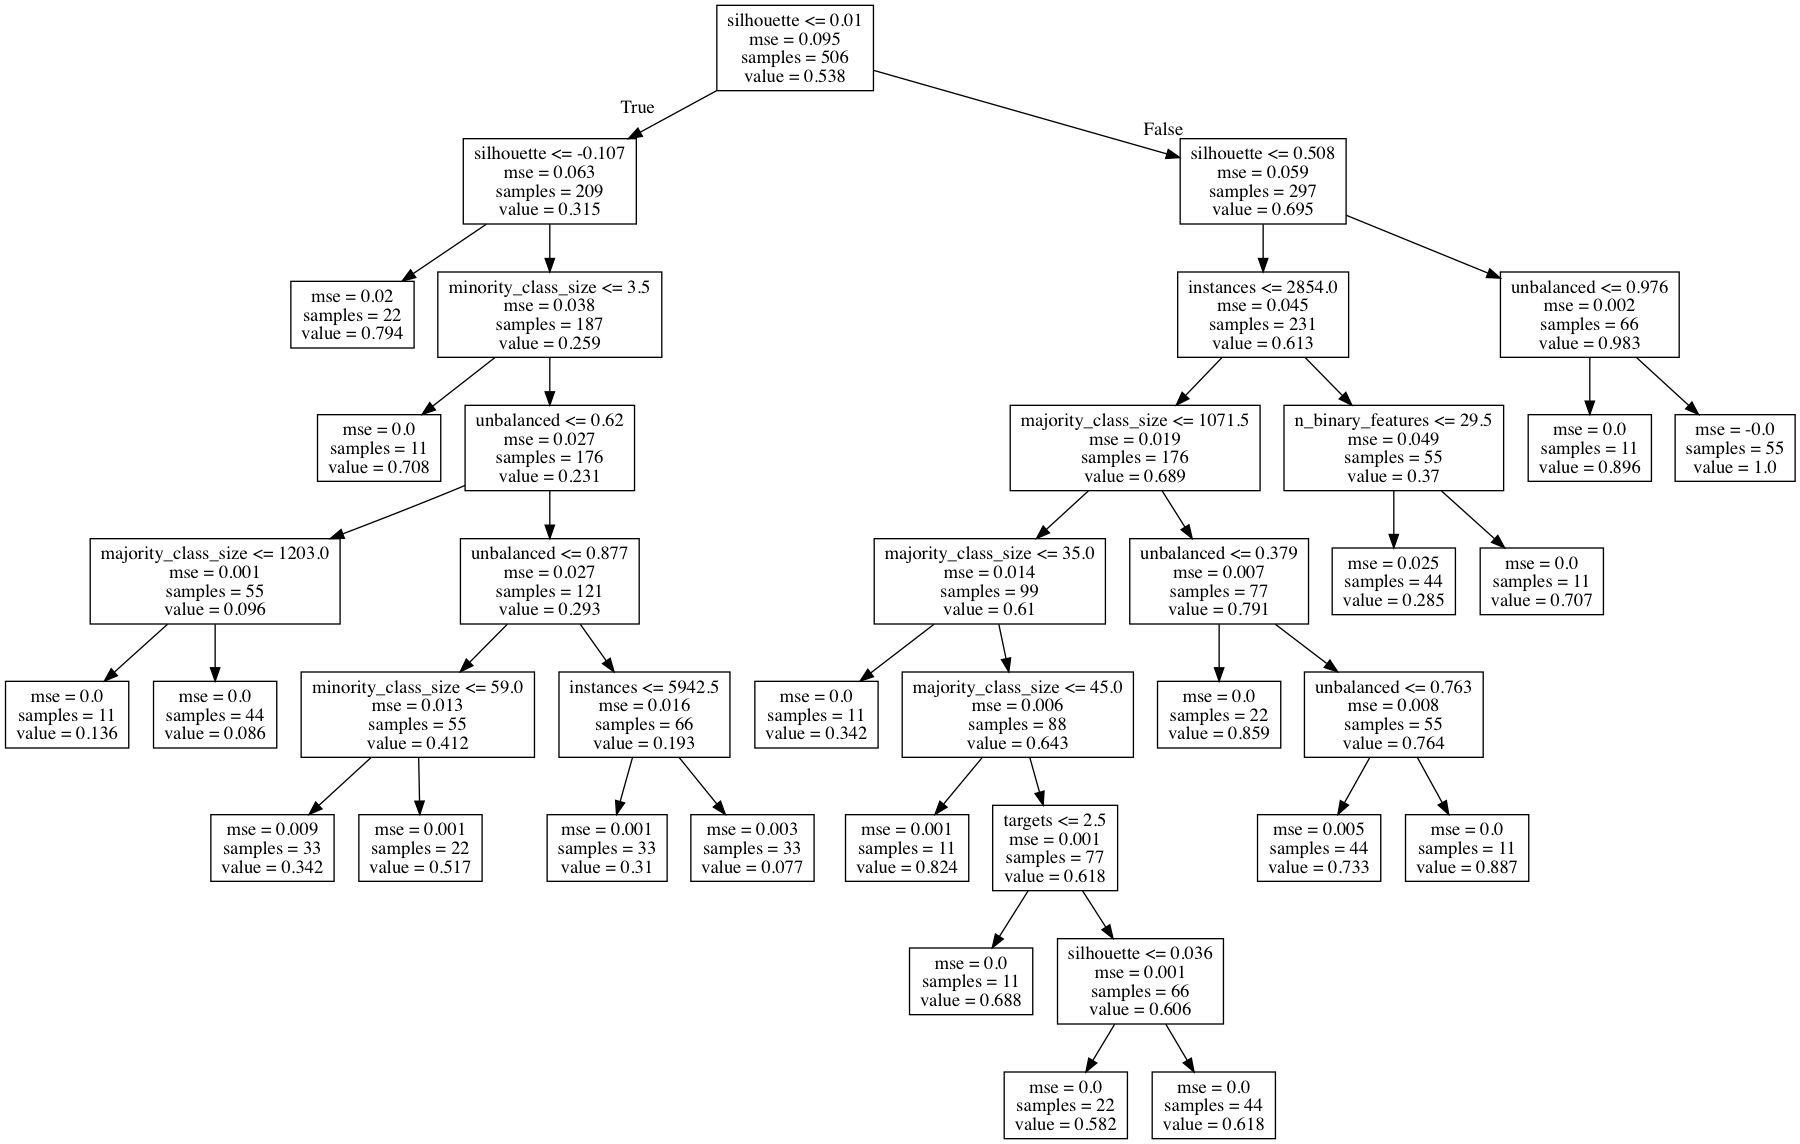 silhouette <= 0.01
mse = 0.095
samples = 506
value = 0.538
True
False
silhouette <= -0.107
mse = 0.063
samples = 209
value = 0.315
silhouette <= 0.508
mse = 0.059
samples = 297
value = 0.695
mse = 0.02
samples = 22
value = 0.794
minority_class_size <= 3.5
mse = 0.038
samples = 187
value = 0.259
instances <= 2854.0
mse = 0.045
samples = 231
value = 0.613
unbalanced <= 0.976
mse = 0.002
samples = 66
value = 0.983
mse = 0.0
samples = 11
value = 0.708
unbalanced <= 0.62
mse = 0.027
samples = 176
value = 0.231
majority_class_size <= 1071.5
mse = 0.019
samples = 176
value = 0.689
n_binary_features <= 29.5
mse = 0.049
samples = 55
value = 0.37
mse = 0.0
samples = 11
value = 0.896
mse = -0.0
samples = 55
value = 1.0
majority_class_size <= 1203.0
mse = 0.001
samples = 55
value = 0.096
unbalanced <= 0.877
mse = 0.027
samples = 121
value = 0.293
majority_class_size <= 35.0
mse = 0.014
samples = 99
value = 0.61
unbalanced <= 0.379
mse = 0.007
samples = 77
value = 0.791
mse = 0.025
samples = 44
value = 0.285
mse = 0.0
samples = 11
value = 0.707
mse = 0.0
samples = 11
value = 0.136
mse = 0.0
samples = 44
value = 0.086
minority_class_size <= 59.0
mse = 0.013
samples = 55
value = 0.412
instances <= 5942.5
mse = 0.016
samples = 66
value = 0.193
mse = 0.0
samples = 11
value = 0.342
majority_class_size <= 45.0
mse = 0.006
samples = 88
value = 0.643
mse = 0.0
samples = 22
value = 0.859
unbalanced <= 0.763
mse = 0.008
samples = 55
value = 0.764
mse = 0.009
samples = 33
value = 0.342
mse = 0.001
samples = 22
value = 0.517
mse = 0.001
samples = 33
value = 0.31
mse = 0.003
samples = 33
value = 0.077
mse = 0.001
samples = 11
value = 0.824
targets <= 2.5
mse = 0.001
samples = 77
value = 0.618
mse = 0.005
samples = 44
value = 0.733
mse = 0.0
samples = 11
value = 0.887
mse = 0.0
samples = 11
value = 0.688
silhouette <= 0.036
mse = 0.001
samples = 66
value = 0.606
mse = 0.0
samples = 22
value = 0.582
mse = 0.0
samples = 44
value = 0.618